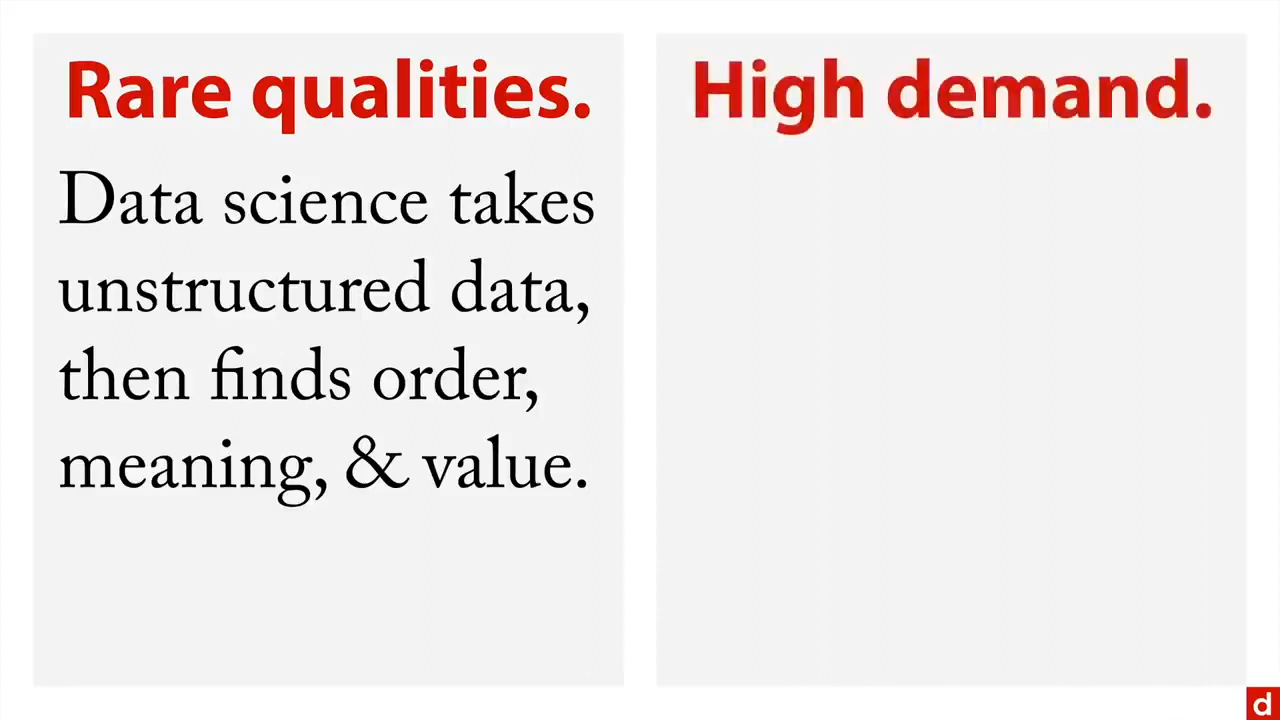 Rare qualities.
Data science takes
unstructured data,
then finds order,
meaning, & value.
High demand.
d